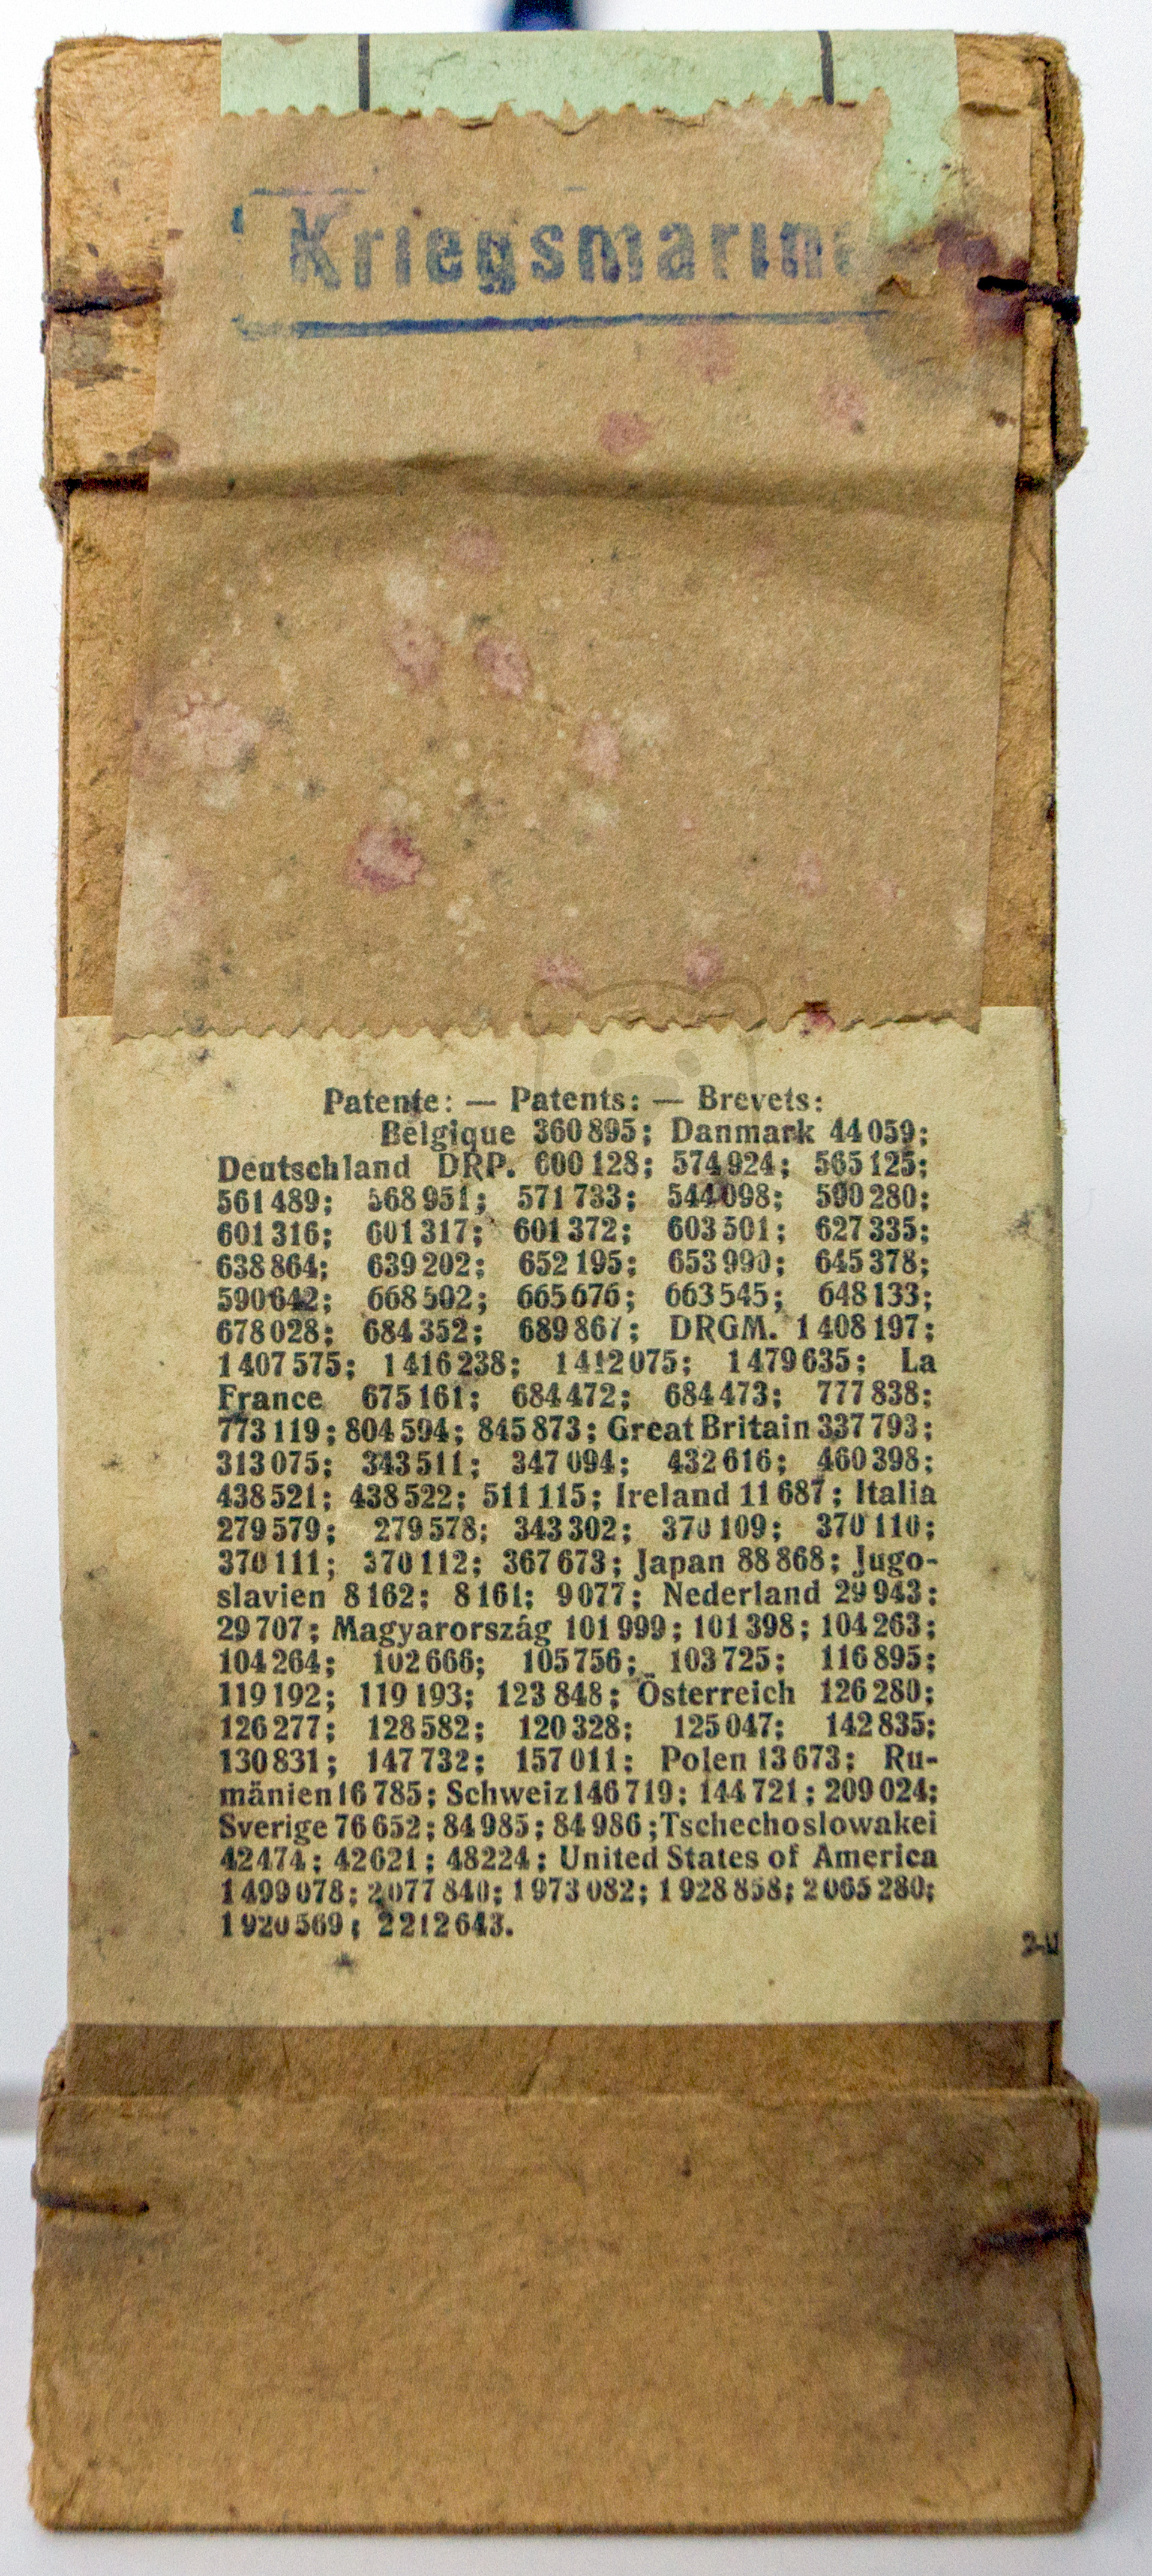 Kriegsmarine
Patente: — Patents: — Brevets:
Belgique 360 895; Danmark 44 059;
Deutschland DRP. 600 128; 574 924; 565 125;
561 489; 568 951; 571 733; 544 098; 590 280;
601 316; 601 317; 601 372; 603 501; 627 335;
638 864; 639 202; 652 195; 653 990; 645 378;
590 642; 668 502; 665 676; 663 545; 648 133;
678 028; 684 352; 689 867; DRGM. 1 408 197;
1 407 575; 1 416 238; 1 412 075; 1 479 635; La
France 675 161; 684 472; 684 473; 777 838;
773 119; 804 594; 845 873; Great Britain 337 793;
313 075; 343 511; 347 094; 432 616; 460 398;
438 521; 438 522; 511 115; Ireland 11 687; Italia
279 579; 279 578; 343 302; 370 109; 370 110;
370 111; 370 112; 367 673; Japan 88 868; Jugo-
slavien 8 162; 8 161; 9 077; Nederland 29 943;
29 707; Magyarország 101 999; 101 398; 104 263;
104 264; 102 666; 105 756; 103 725; 116 895;
119 192; 119 193; 123 848; Österreich 126 280;
126 277; 128 582; 120 328; 125 047; 142 835;
130 831; 147 732; 157 011; Polen 13 673; Ru-
mänien 16 785; Schweiz 146 719; 144 721; 209 024;
Sverige 76 652; 84 985; 84 986; Tschechoslowakei
42 474; 42 621; 48 224; United States of America
1 499 078; 2 077 840; 1 973 082; 1 928 858; 2 065 280;
1 920 569; 2 212 643.